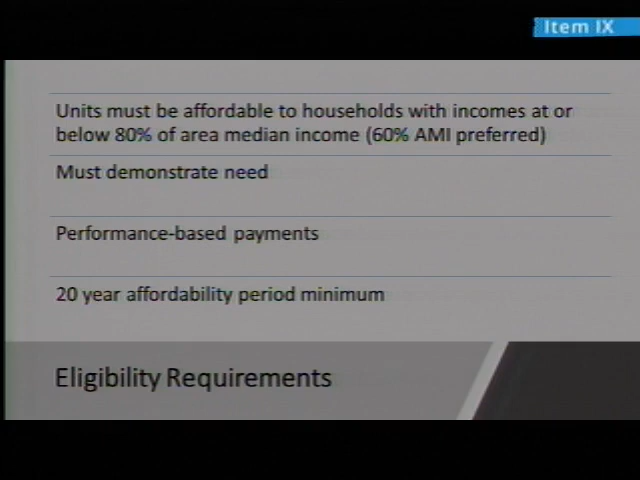 Item IX
Units must be affordable to households with incomes at or
below 80% of area median income (60% AMI preferred)
Must demonstrate need
Performance-based payments
20 year affordability period minimum
Eligibility Requirements